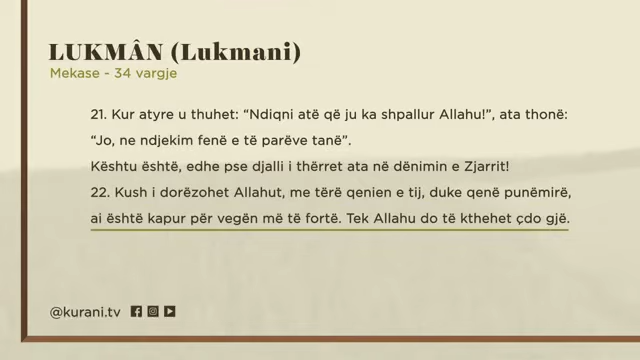 LUKMÂN (Lukmani)
Mekase - 34 vargje
21. Kur atyre u thuhet: “Ndiqni atë që ju ka shpallur Allahu!”, ata thonë:
“Jo, ne ndjekim fenë e të parëve tanë”.
Kështu është, edhe pse djalli i thërret ata në dënimin e Zjarrit!
22. Kush i dorëzohet Allahut, me tërë qenien e tij, duke qenë punëmirë,
ai është kapur për vegën më të fortë. Tek Allahu do të kthehet çdo gjë.
@kurani.tv